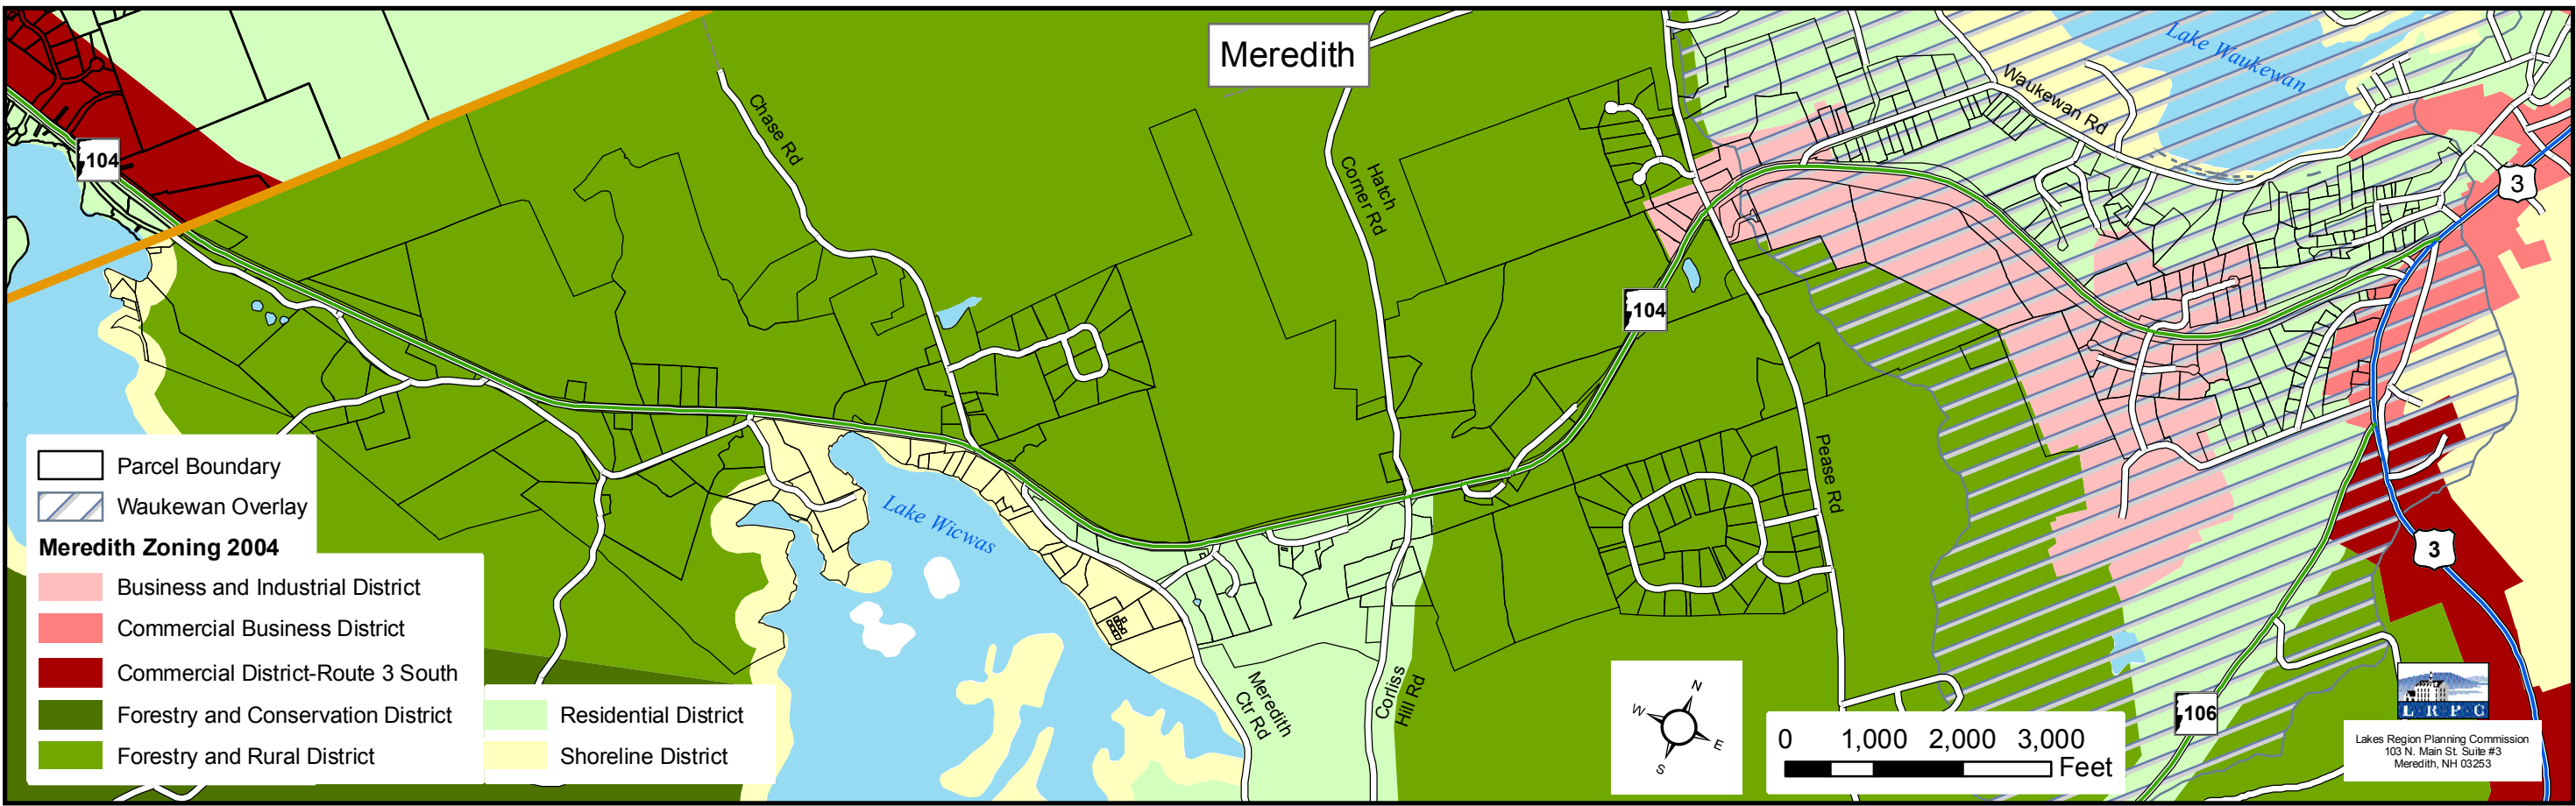 Meredith
Lake Waukewan
Waukewan Rd
Chase Rd
104
3
Hatch
Corner Rd
104
Pease Rd
Lake Wicwas
3
Meredith
Ctr Rd
Corliss
Hill Rd
106
Parcel Boundary
Waukewan Overlay
Meredith Zoning 2004
Business and Industrial District
Commercial Business District
Commercial District-Route 3 South
Forestry and Conservation District
Forestry and Rural District
Residential District
Shoreline District
N
W
E
S
0 1,000 2,000 3,000
Feet
L R P C
Lakes Region Planning Commission
103 N. Main St. Suite #3
Meredith, NH 03253